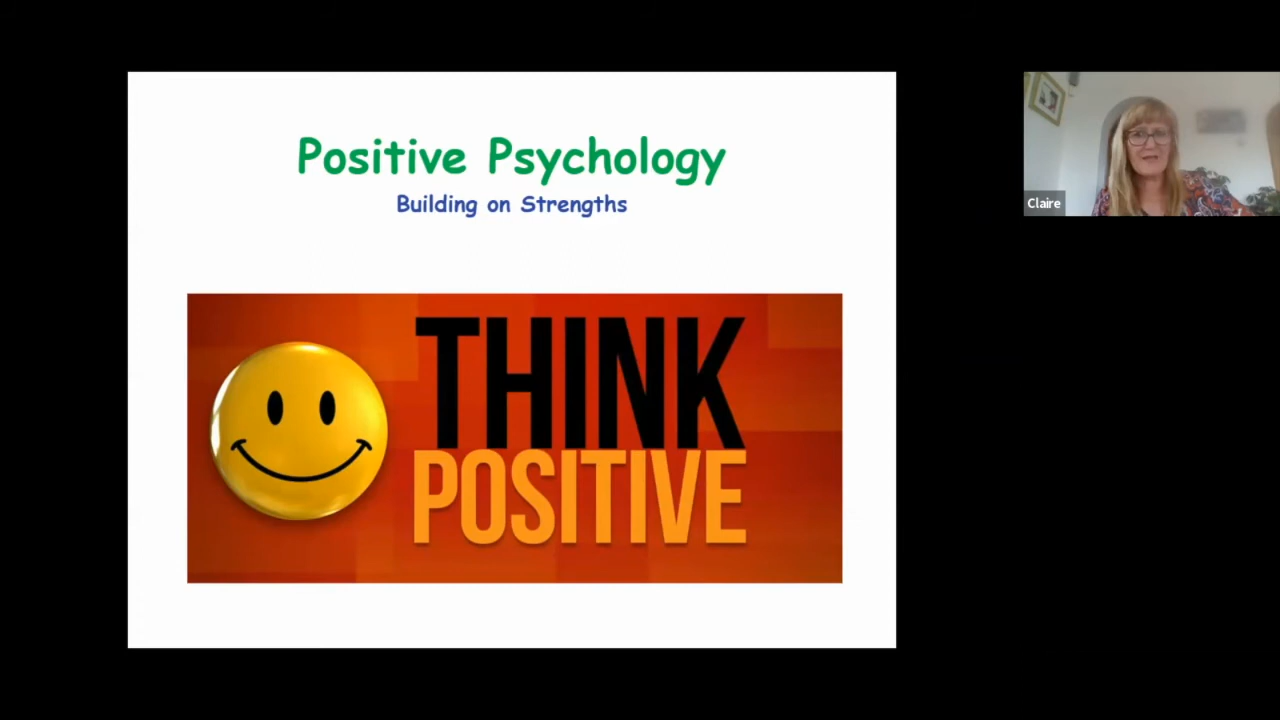 Positive Psychology
Building on Strengths
THINK
POSITIVE
Claire